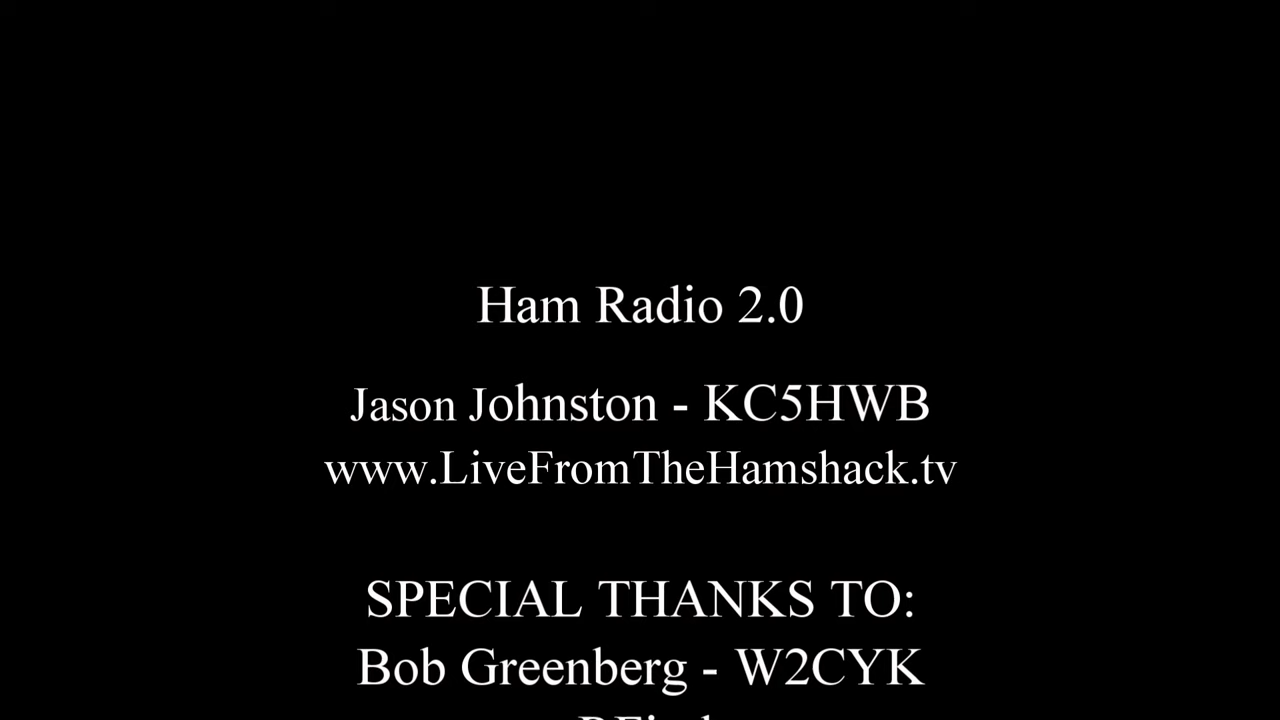 Ham Radio 2.0
Jason Johnston - KC5HWB
www.LiveFromTheHamshack.tv
SPECIAL THANKS TO:
Bob Greenberg - W2CYK